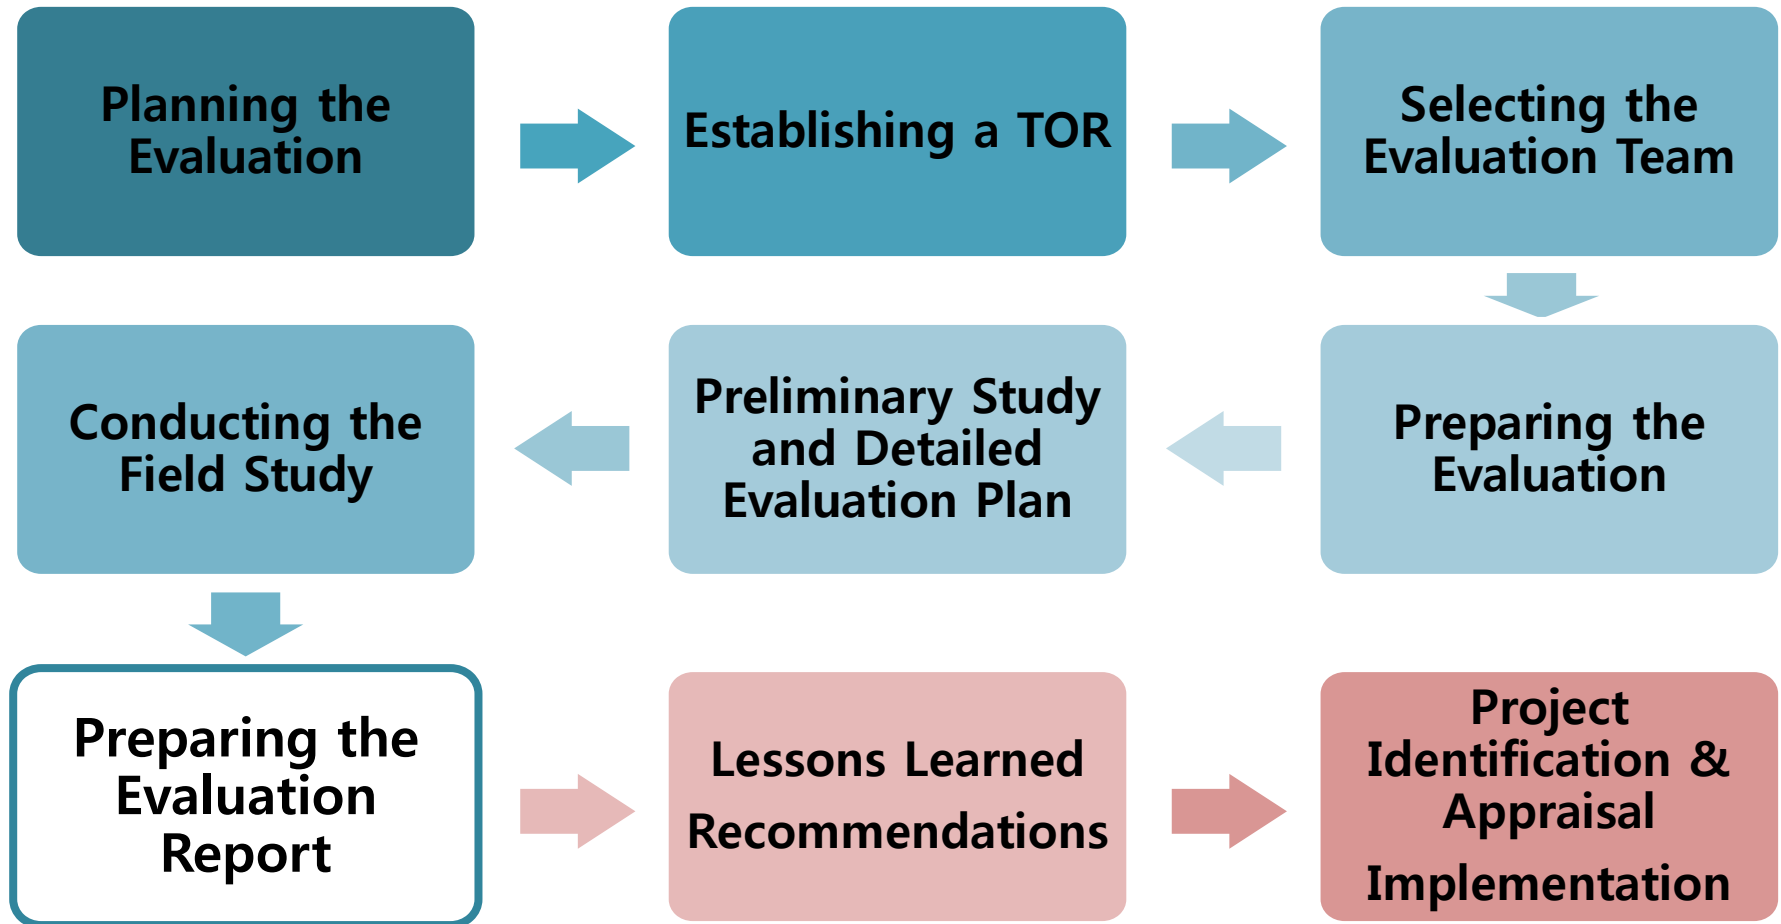 Planning the
Evaluation
Establishing a TOR
Selecting the
Evaluation Team
Preparing the
Evaluation
Preliminary Study
and Detailed
Evaluation Plan
Conducting the
Field Study
Preparing the
Evaluation
Report
Lessons Learned
Recommendations
Project
Identification &
Appraisal
Implementation